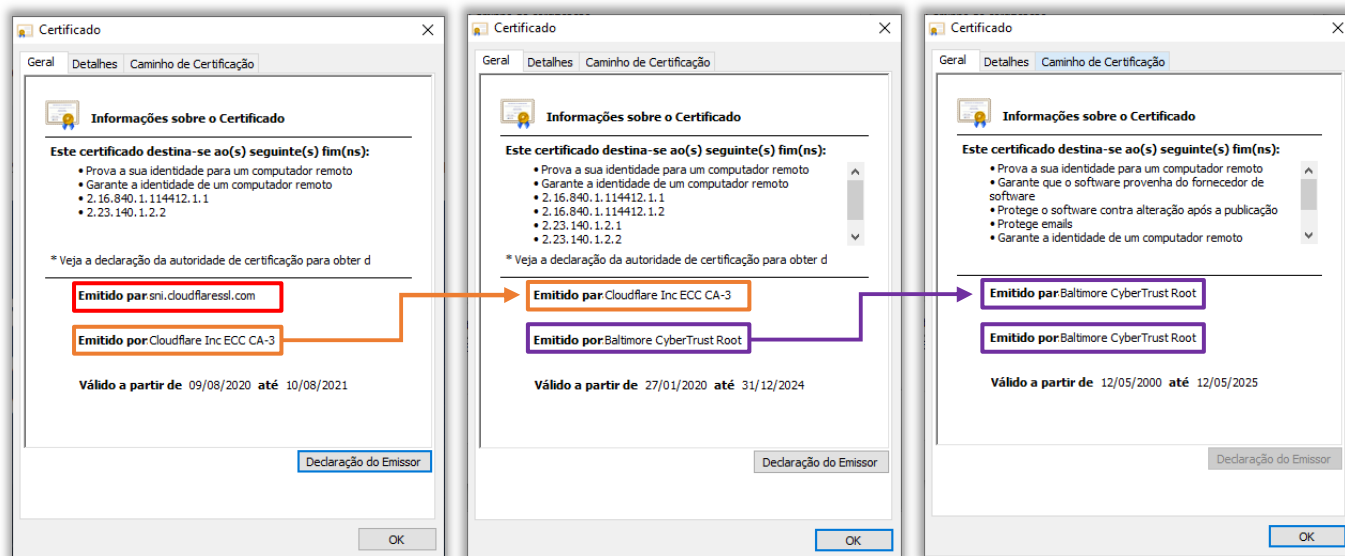 Certificado
Geral Detalhes Caminho de Certificação
Informações sobre o Certificado
Este certificado destina-se ao(s) seguinte(s) fim(ns):
• Prova a sua identidade para um computador remoto
• Garante a identidade de um computador remoto
• 2.16.840.1.114412.1.1
• 2.23.140.1.2.2
* Veja a declaração da autoridade de certificação para obter d
Emitido para: sni.cloudflaressl.com
Emitido por: Cloudflare Inc ECC CA-3
Válido a partir de 09/08/2020 até 10/08/2021
Declaração do Emissor
OK
Certificado
Geral Detalhes Caminho de Certificação
Informações sobre o Certificado
Este certificado destina-se ao(s) seguinte(s) fim(ns):
• Prova a sua identidade para um computador remoto
• Garante a identidade de um computador remoto
• 2.16.840.1.114412.1.1
• 2.16.840.1.114412.1.2
• 2.23.140.1.2.1
• 2.23.140.1.2.2
* Veja a declaração da autoridade de certificação para obter d
Emitido para: Cloudflare Inc ECC CA-3
Emitido por: Baltimore CyberTrust Root
Válido a partir de 27/01/2020 até 31/12/2024
Declaração do Emissor
OK
Certificado
Geral Detalhes Caminho de Certificação
Informações sobre o Certificado
Este certificado destina-se ao(s) seguinte(s) fim(ns):
• Prova a sua identidade para um computador remoto
• Garante que o software provenha do fornecedor de
software
• Protege o software contra alteração após a publicação
• Protege emails
• Garante a identidade de um computador remoto
Emitido para: Baltimore CyberTrust Root
Emitido por: Baltimore CyberTrust Root
Válido a partir de 12/05/2000 até 12/05/2025
Declaração do Emissor
OK